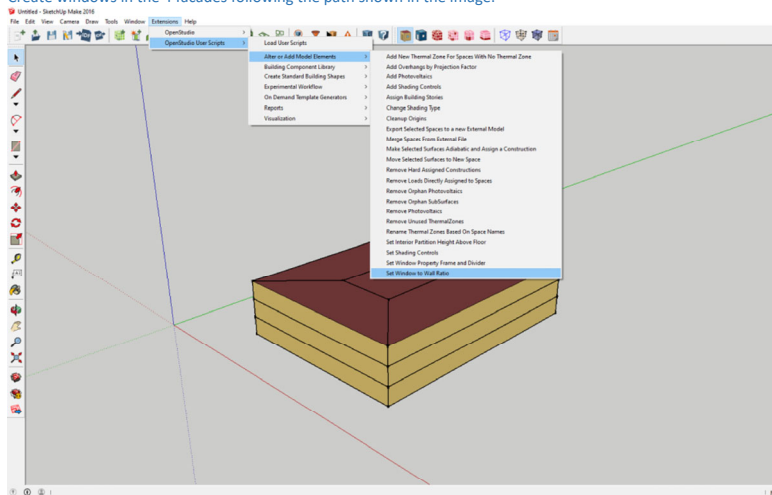 Create windows in the 4 facades following the path shown in the image:
Untitled - SketchUp Make 2016
File Edit View Camera Draw Tools Window Extensions Help
OpenStudio
OpenStudio User Scripts
Load User Scripts
Alter or Add Model Elements
Building Component Library
Create Standard Building Shapes
Experimental Workflow
On Demand Template Generators
Reports
Visualization
Add New Thermal Zone For Spaces With No Thermal Zone
Add Overhangs by Projection Factor
Add Photovoltaics
Add Shading Controls
Assign Building Stories
Change Shading Type
Cleanup Origins
Export Selected Spaces to a new External Model
Merge Spaces From External File
Make Selected Surfaces Adiabatic and Assign a Construction
Move Selected Surfaces to New Space
Remove Hard Assigned Constructions
Remove Loads Directly Assigned to Spaces
Remove Orphan Photovoltaics
Remove Orphan SubSurfaces
Remove Photovoltaics
Remove Unused ThermalZones
Rename Thermal Zones Based On Space Names
Set Interior Partition Height Above Floor
Set Shading Controls
Set Window Property Frame and Divider
Set Window to Wall Ratio